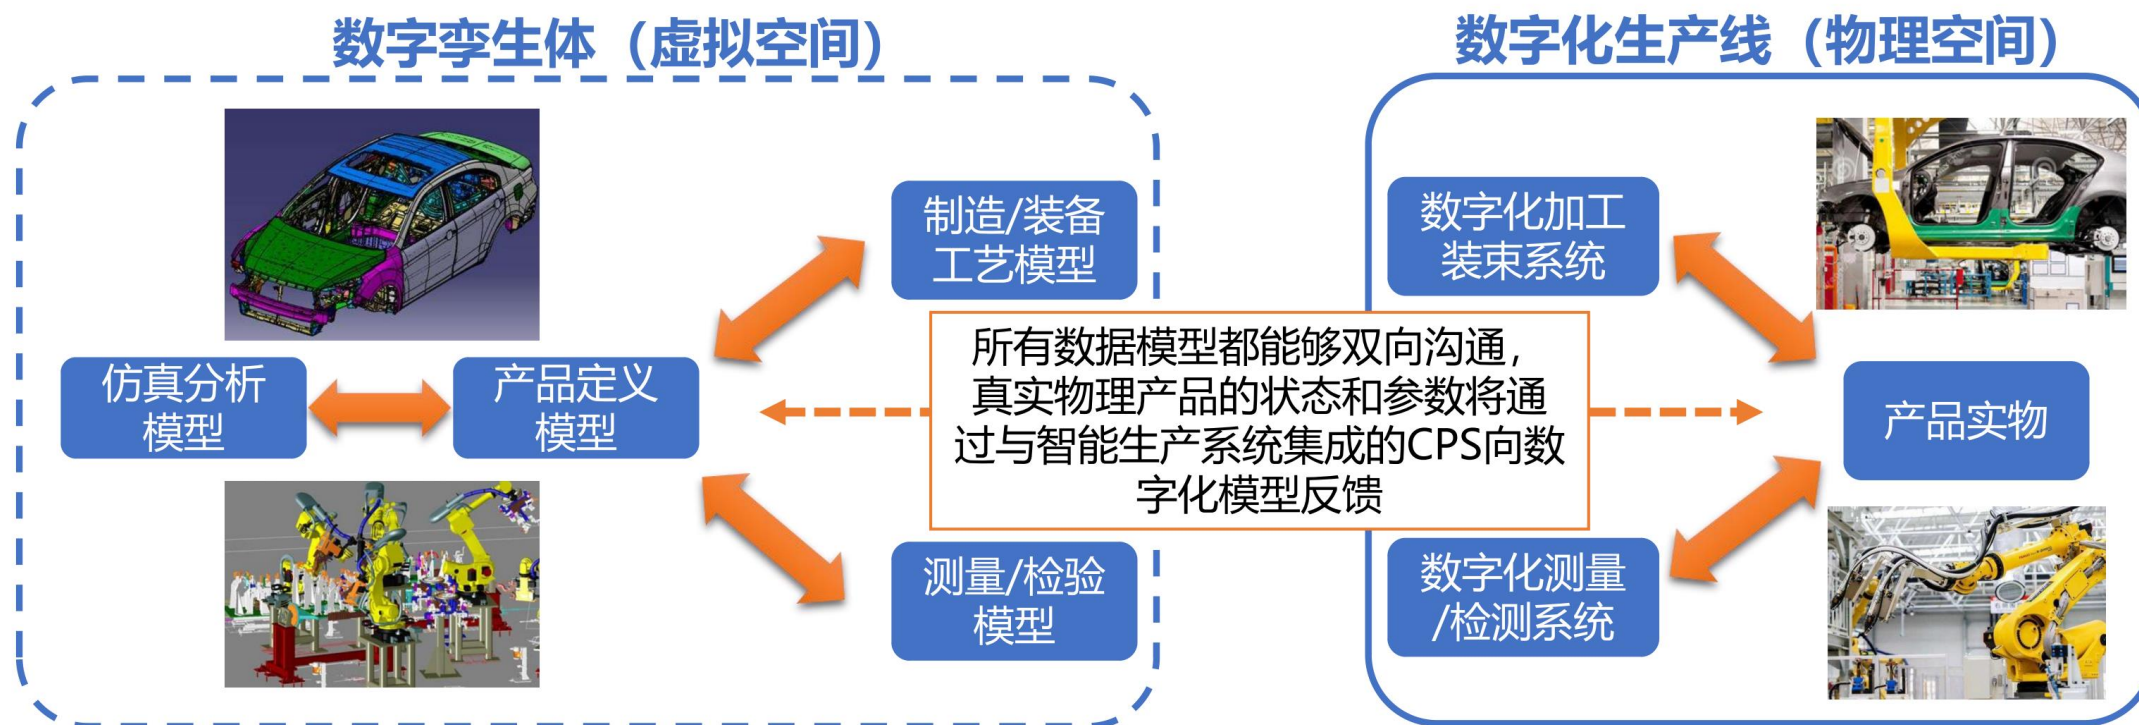 数字孪生体（虚拟空间）
制造/装备
工艺模型
仿真分析
模型
产品定义
模型
测量/检验
模型
所有数据模型都能够双向沟通，
真实物理产品的状态和参数将通
过与智能生产系统集成的CPS向数
字化模型反馈
数字化生产线（物理空间）
数字化加工
装束系统
产品实物
数字化测量
/检测系统